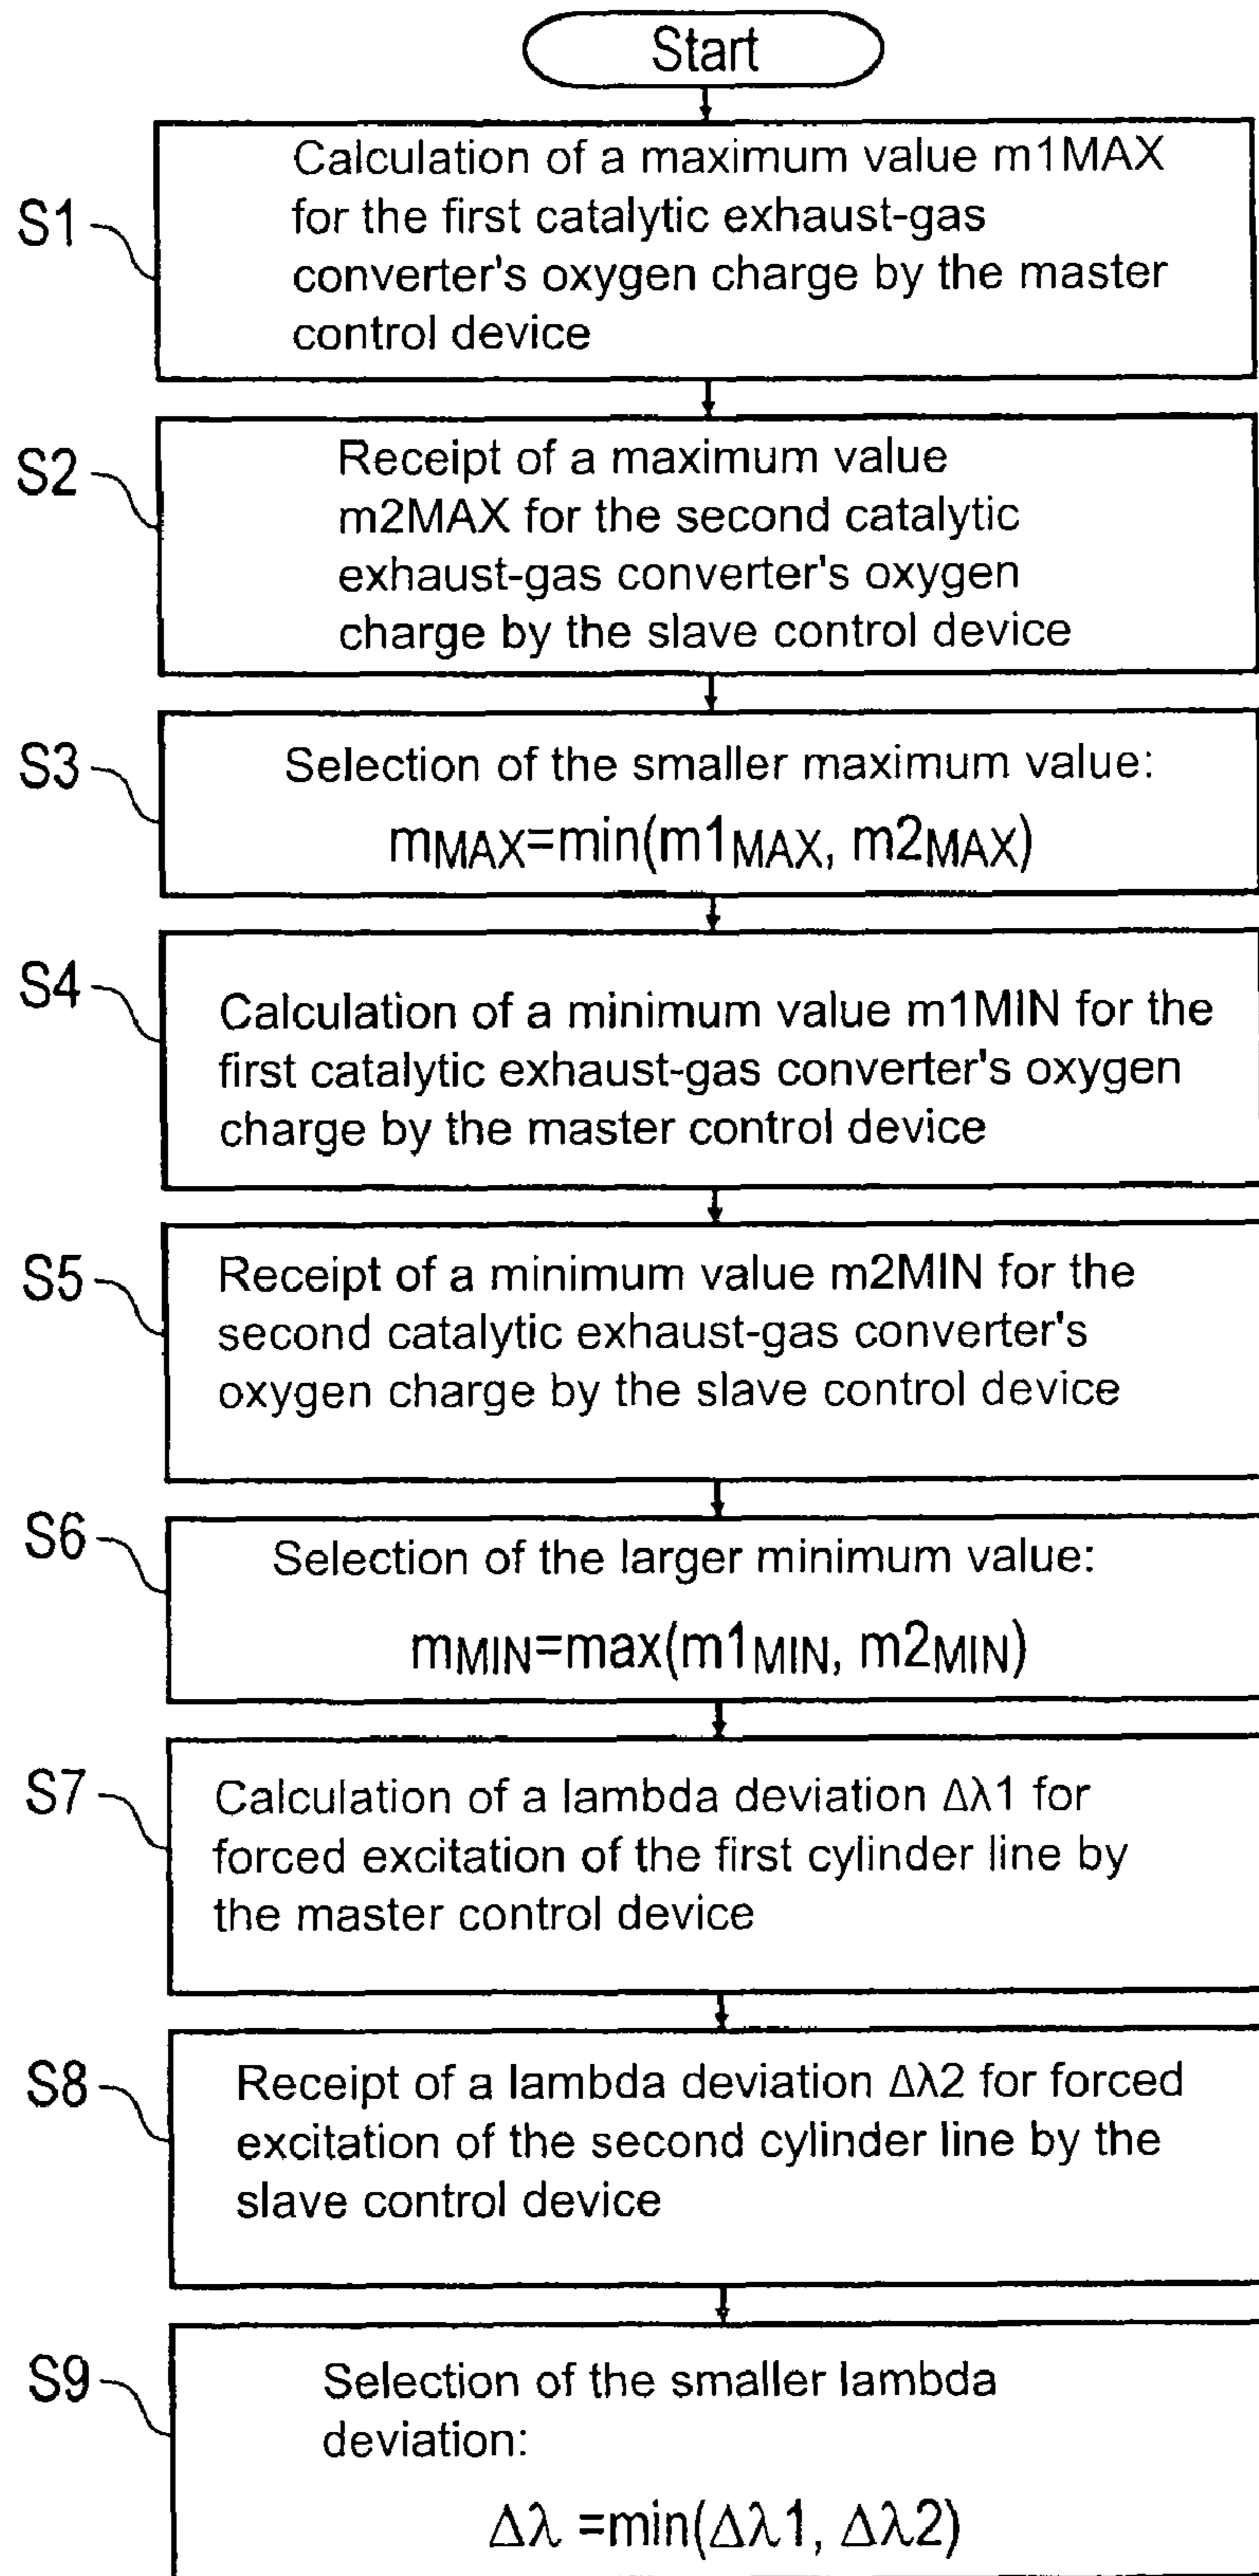 Start
S1
Calculation of a maximum value m1MAX
for the first catalytic exhaust-gas
converter's oxygen charge by the master
control device
S2
Receipt of a maximum value
m2MAX for the second catalytic
exhaust-gas converter's oxygen
charge by the slave control device
S3
Selection of the smaller maximum value:
mMAX=min(m1MAX, m2MAX)
S4
Calculation of a minimum value m1MIN for the
first catalytic exhaust-gas converter's oxygen
charge by the master control device
S5
Receipt of a minimum value m2MIN for the
second catalytic exhaust-gas converter's
oxygen charge by the slave control device
S6
Selection of the larger minimum value:
mMIN=max(m1MIN, m2MIN)
S7
Calculation of a lambda deviation Δλ1 for
forced excitation of the first cylinder line by
the master control device
S8
Receipt of a lambda deviation Δλ2 for forced
excitation of the second cylinder line by the
slave control device
S9
Selection of the smaller lambda
deviation:
Δλ =min(Δλ1, Δλ2)